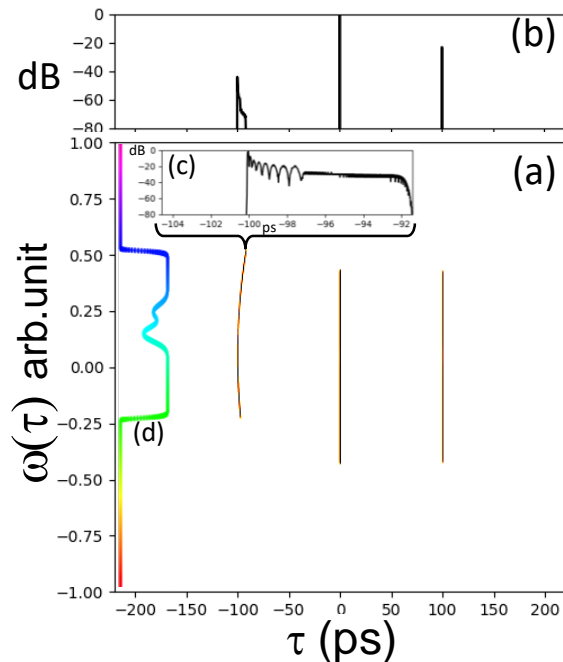 0
−20
dB
−40
−60
−80
(b)
1.00
0.75
0.50
0.25
0.00
−0.25
−0.50
−0.75
−1.00
ω(τ) arb.unit
(a)
dB
0
−20
−40
−60
−80
(c)
−104 −102 −100 −98 −96 −94 −92
ps
(d)
−200 −150 −100 −50 0 50 100 150 200
τ (ps)